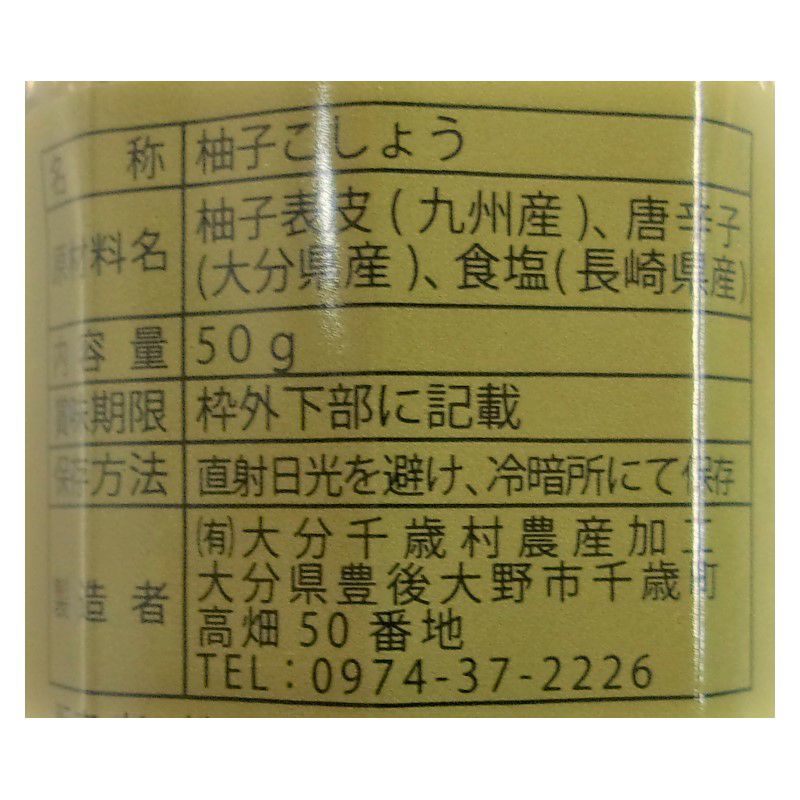 名称 柚子こしょう
原材料名 柚子表皮(九州産)、唐辛子
(大分県産)、食塩(長崎県産)
内容量 50g
賞味期限 枠外下部に記載
保存方法 直射日光を避け、冷暗所にて保存
製造者 ㈲大分千歳村農産加工
大分県豊後大野市千歳町
高畑50番地
TEL:0974-37-2226